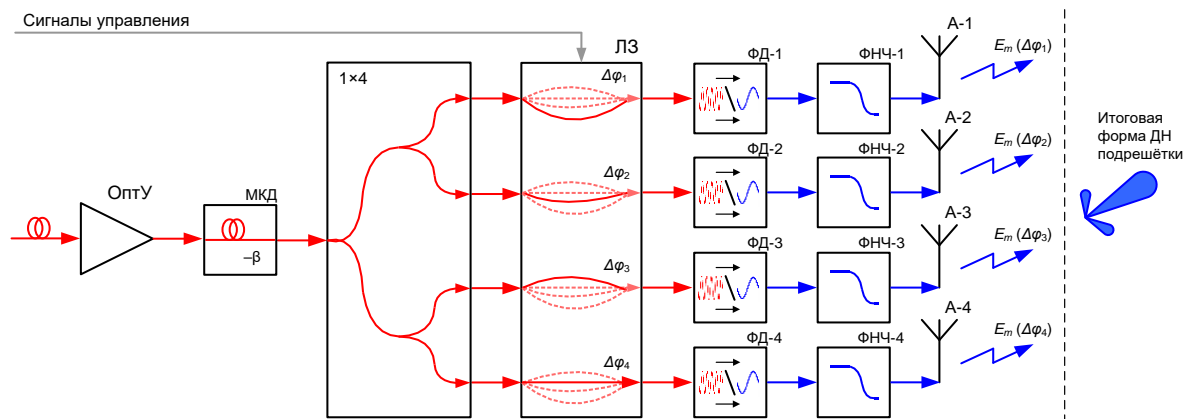 Сигналы управления
ЛЗ
1×4
Δφ₁
Δφ₂
Δφ₃
Δφ₄
ОптУ
МКД
–β
ФД-1
ФНЧ-1
А-1
Eₘ (Δφ₁)
ФД-2
ФНЧ-2
А-2
Eₘ (Δφ₂)
ФД-3
ФНЧ-3
А-3
Eₘ (Δφ₃)
ФД-4
ФНЧ-4
А-4
Eₘ (Δφ₄)
Итоговая
форма ДН
подрешётки